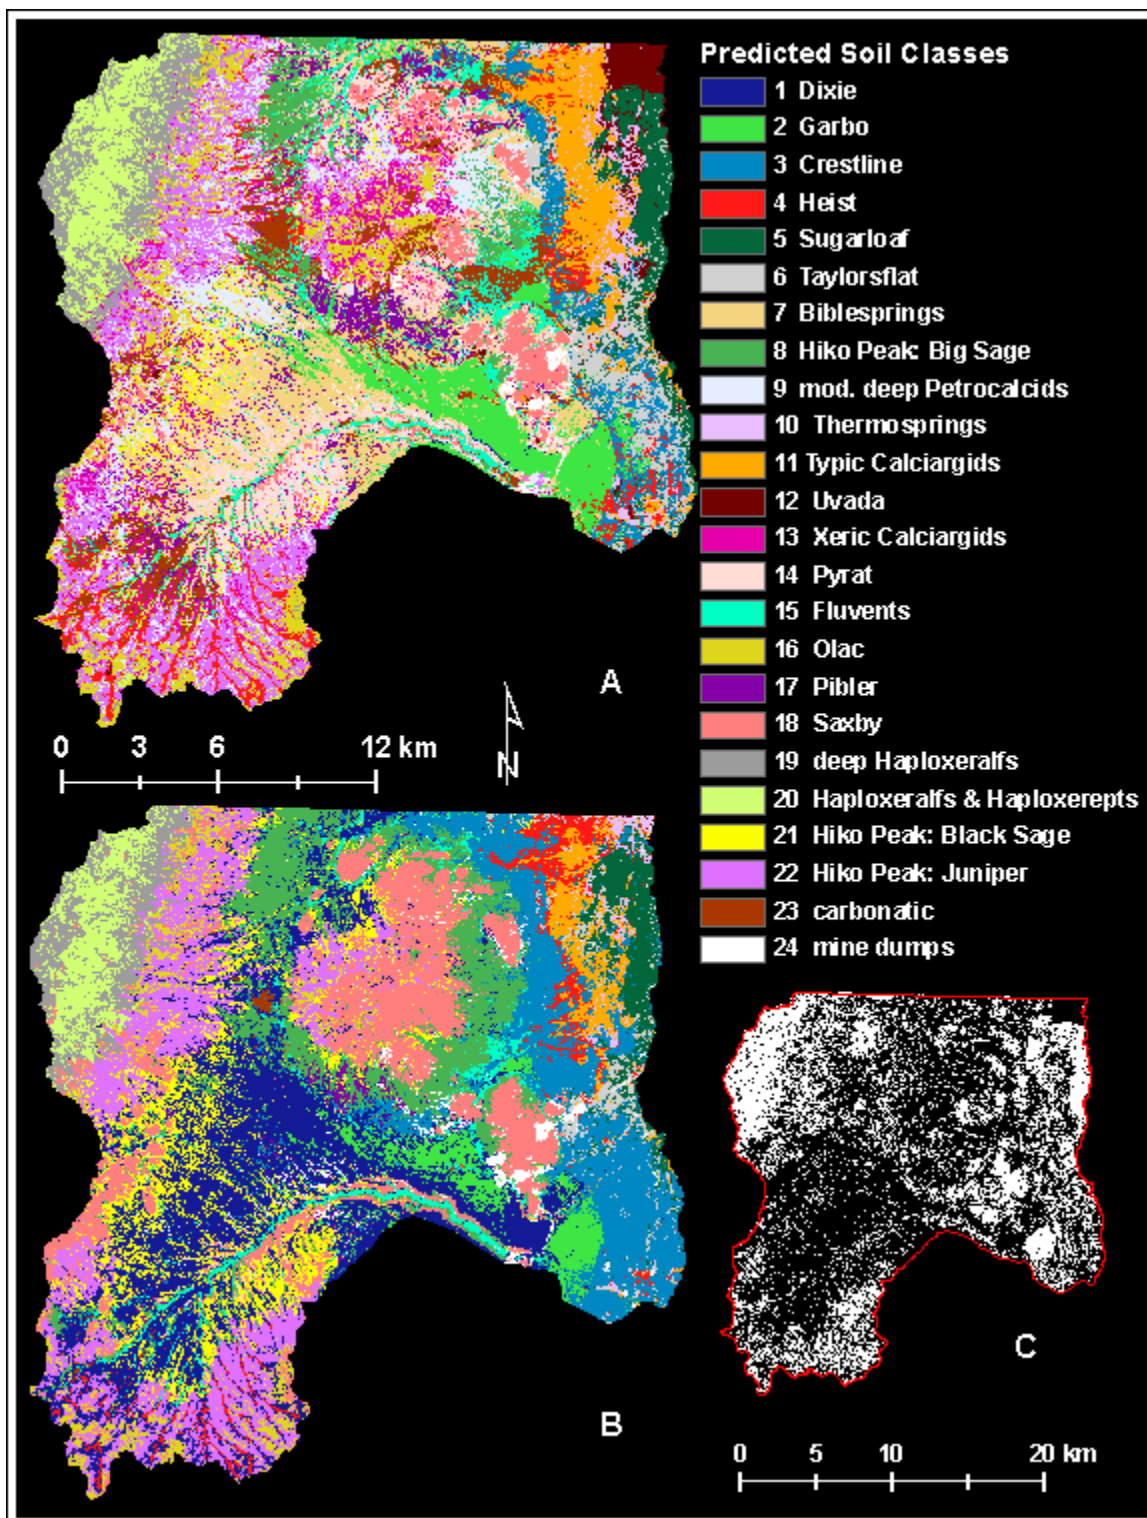 Predicted Soil Classes
1 Dixie
2 Garbo
3 Crestline
4 Heist
5 Sugarloaf
6 Taylorsflat
7 Biblesprings
8 Hiko Peak: Big Sage
9 mod. deep Petrocalcids
10 Thermosprings
11 Typic Calciargids
12 Uvada
13 Xeric Calciargids
14 Pyrat
15 Fluvents
16 Olac
17 Pibler
18 Saxby
19 deep Haploxeralfs
20 Haploxeralfs & Haploxerepts
21 Hiko Peak: Black Sage
22 Hiko Peak: Juniper
23 carbonatic
24 mine dumps
A
0 3 6 12 km
N
B
C
0 5 10 20 km